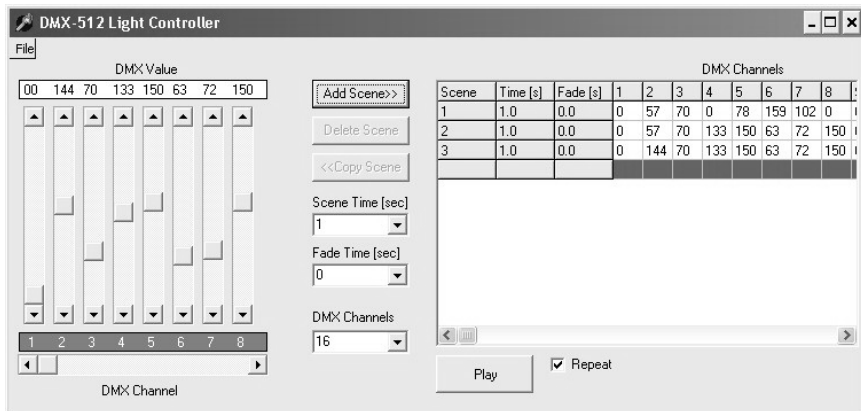 DMX-512 Light Controller
File
DMX Value
00 144 70 133 150 63 72 150
1 2 3 4 5 6 7 8
DMX Channel
Add Scene>>
Delete Scene
<<Copy Scene
Scene Time [sec]
1
Fade Time [sec]
0
DMX Channels
16
DMX Channels
Scene Time [s] Fade [s] 1 2 3 4 5 6 7 8
1 1.0 0.0 0 57 70 0 78 159 102 0
2 1.0 0.0 0 57 70 133 150 63 72 150
3 1.0 0.0 0 144 70 133 150 63 72 150
Play
Repeat